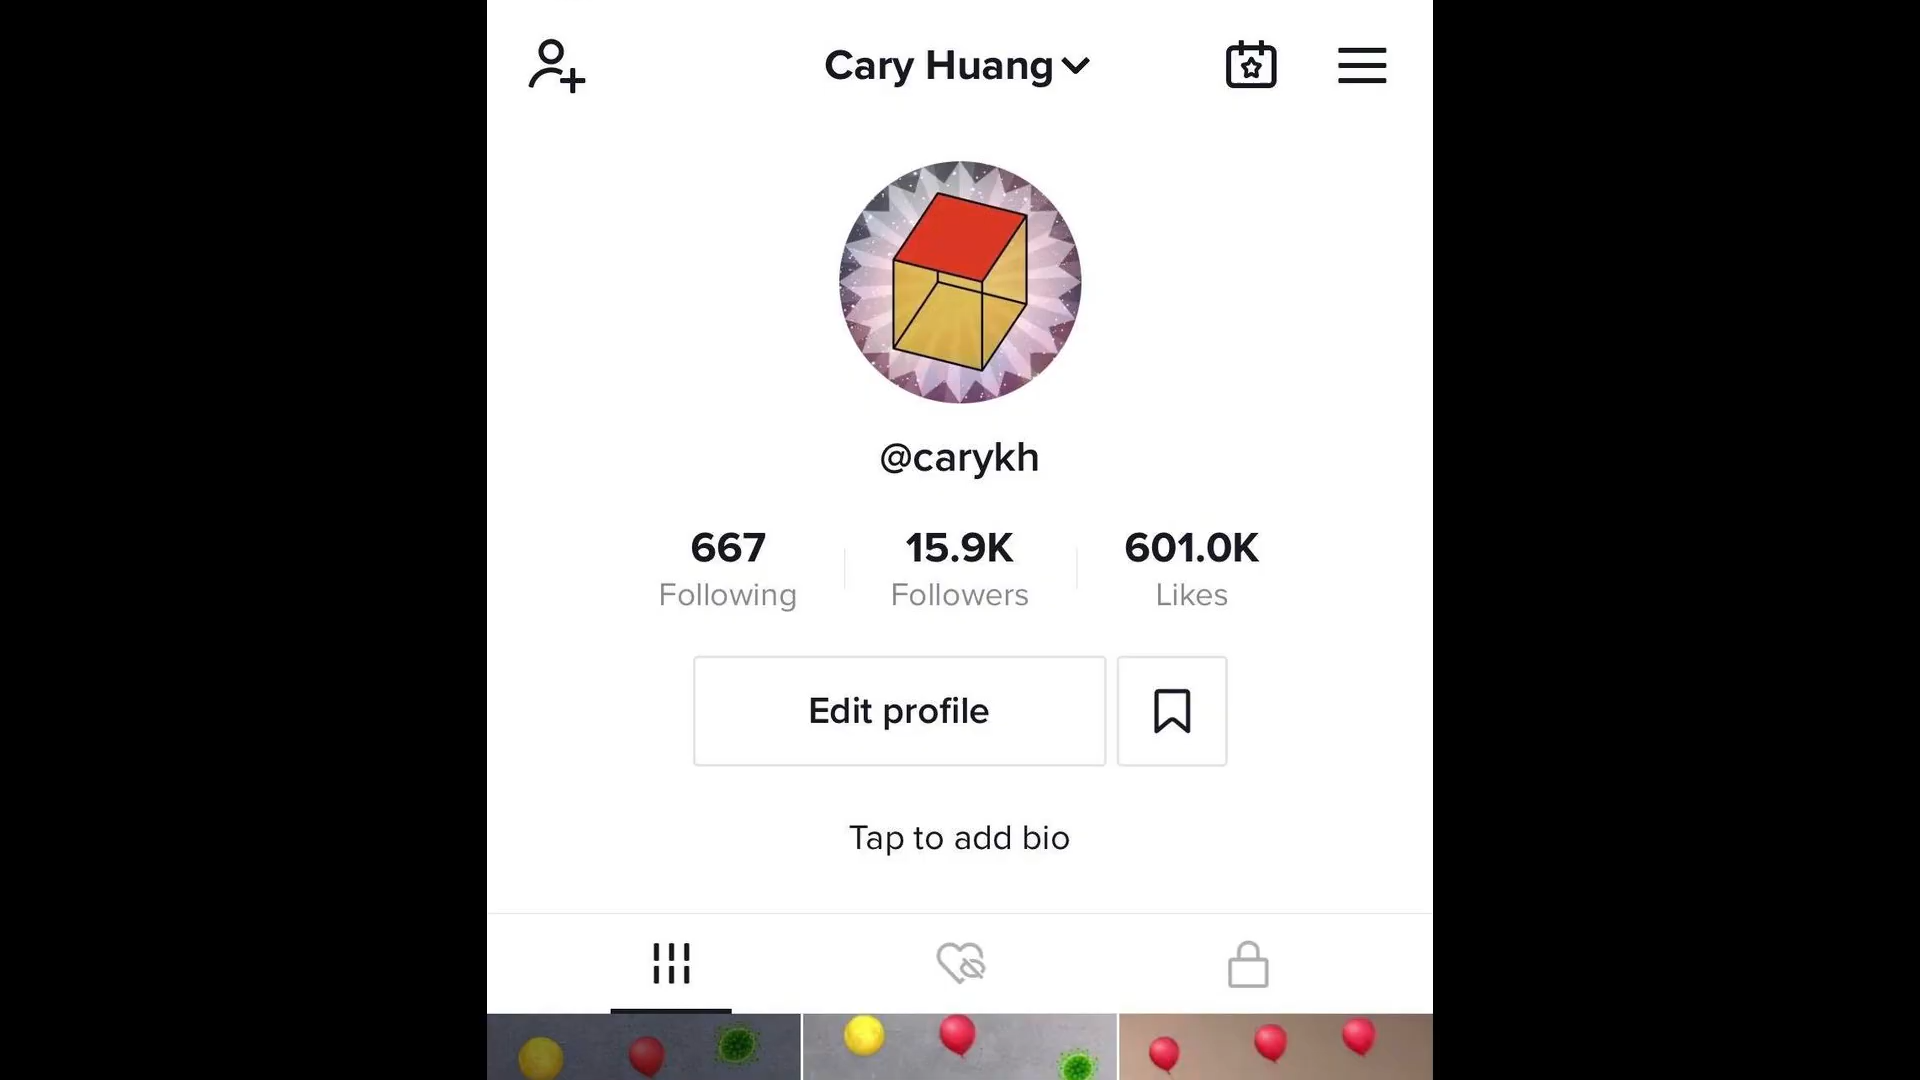 Cary Huang
@carykh
667 15.9K 601.0K
Following Followers Likes
Edit profile
Tap to add bio